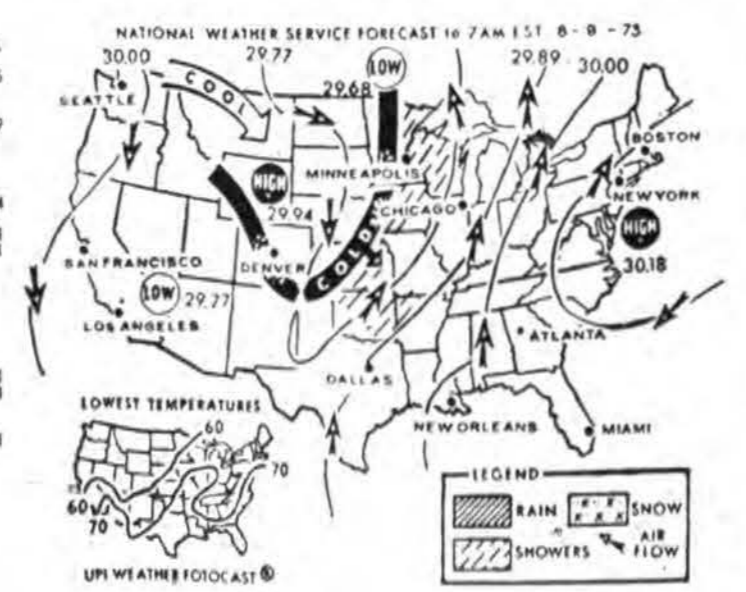 NATIONAL WEATHER SERVICE FORECAST to 7AM EST 8-9-73
30.00
29.77
LOW
29.89
30.00
SEATTLE
COOL
29.68
BOSTON
MINNEAPOLIS
HIGH
NEW YORK
29.94
CHICAGO
HIGH
SAN FRANCISCO
DENVER
COLD
30.18
LOW
29.77
LOS ANGELES
ATLANTA
DALLAS
LOWEST TEMPERATURES
NEW ORLEANS
MIAMI
60
70
60
70
LEGEND
RAIN
SNOW
SHOWERS
AIR
FLOW
UPI WEATHER FOTOCAST ®